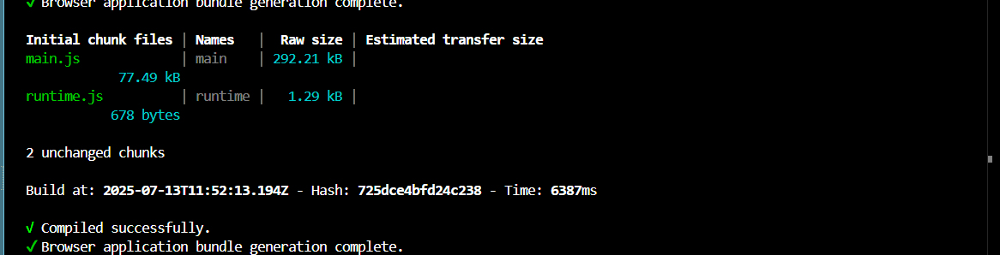 ✓ Browser application bundle generation complete.
Initial chunk files | Names | Raw size | Estimated transfer size
main.js | main | 292.21 kB |
77.49 kB
runtime.js | runtime | 1.29 kB |
678 bytes
2 unchanged chunks
Build at: 2025-07-13T11:52:13.194Z - Hash: 725dce4bfd24c238 - Time: 6387ms
√ Compiled successfully.
✓ Browser application bundle generation complete.